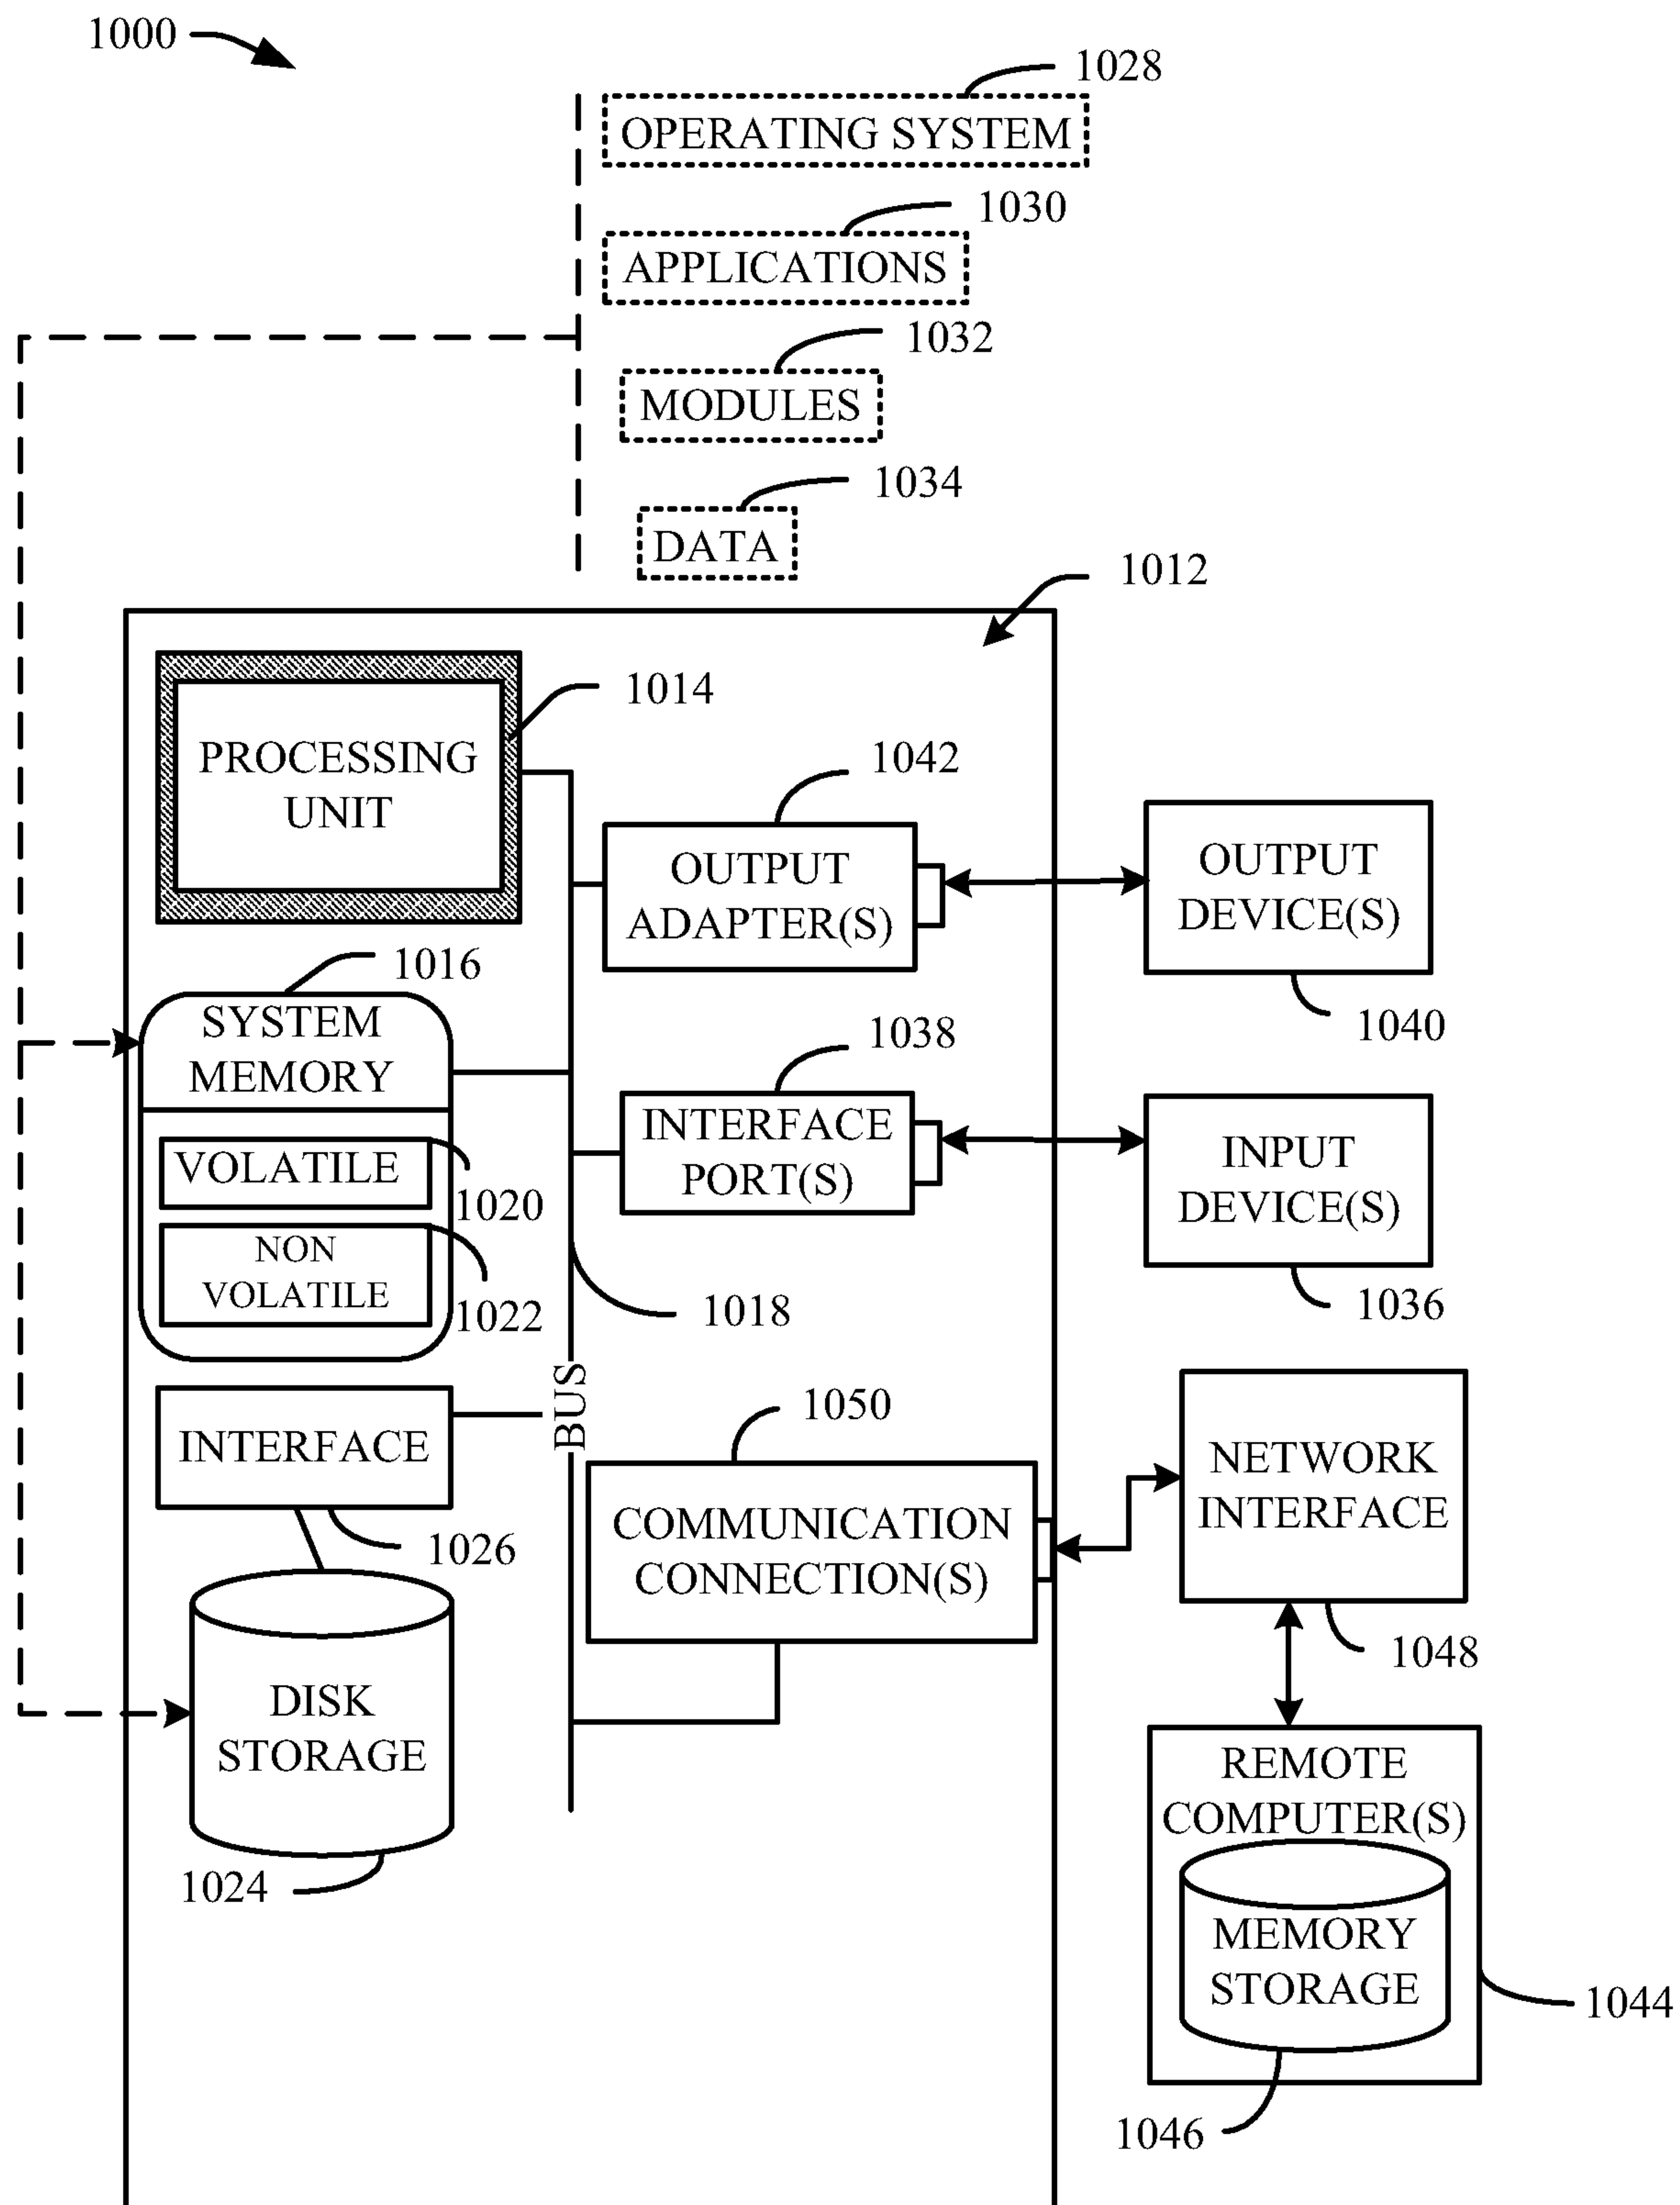 1000
1028
OPERATING SYSTEM
1030
APPLICATIONS
1032
MODULES
1034
DATA
1012
1014
PROCESSING
UNIT
1042
OUTPUT
ADAPTER(S)
OUTPUT
DEVICE(S)
1040
1016
SYSTEM
MEMORY
1038
INTERFACE
PORT(S)
INPUT
DEVICE(S)
1036
VOLATILE
1020
NON
VOLATILE
1022
1018
BUS
INTERFACE
1026
1050
COMMUNICATION
CONNECTION(S)
NETWORK
INTERFACE
1048
DISK
STORAGE
1024
REMOTE
COMPUTER(S)
MEMORY
STORAGE
1044
1046